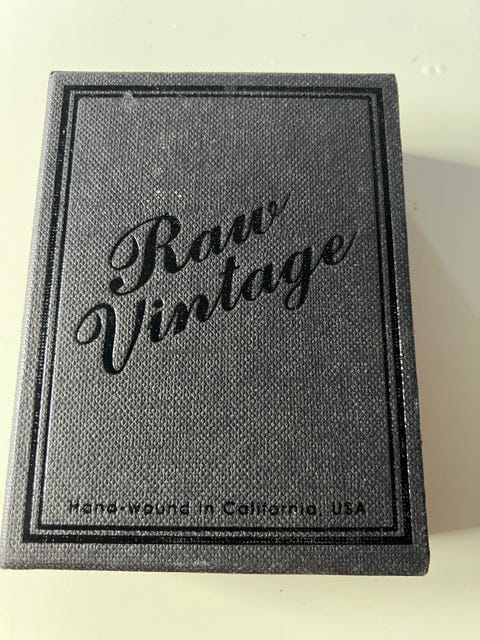 Raw
Vintage
Hand-wound in California, USA